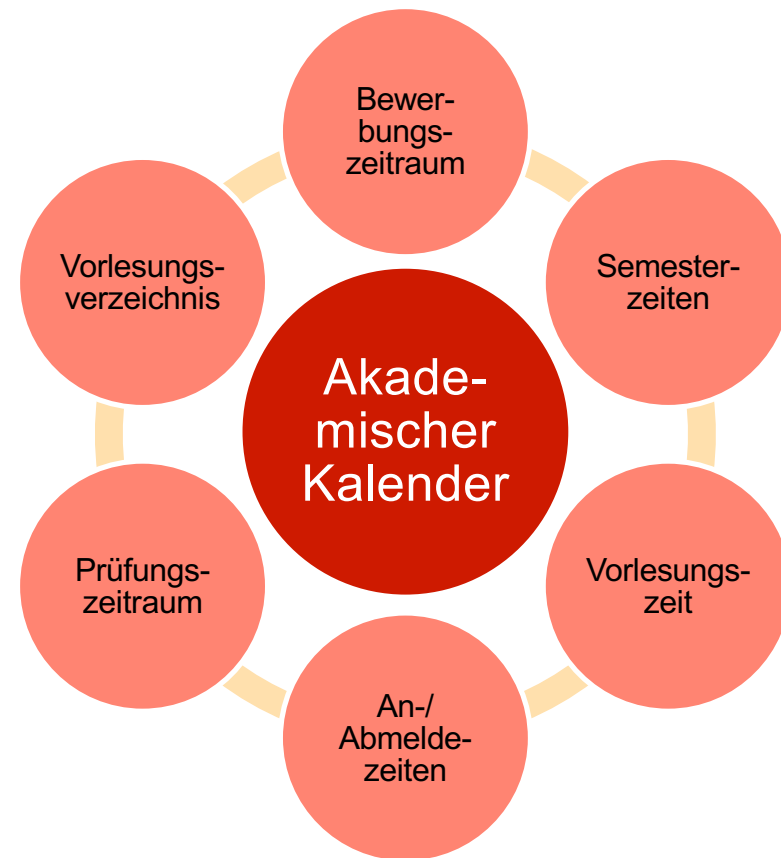 Bewer-
bungs-
zeitraum
Vorlesungs-
verzeichnis
Semester-
zeiten
Akade-
mischer
Kalender
Prüfungs-
zeitraum
Vorlesungs-
zeit
An-/
Abmelde-
zeiten